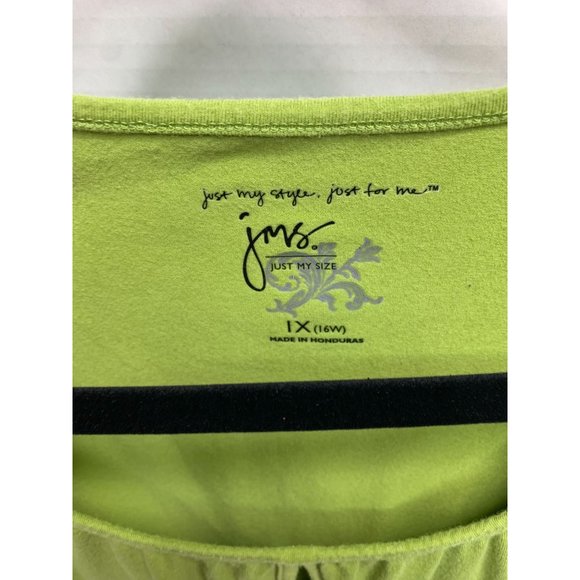 just my style. just for me™
jms.
JUST MY SIZE
1X (16W)
MADE IN HONDURAS